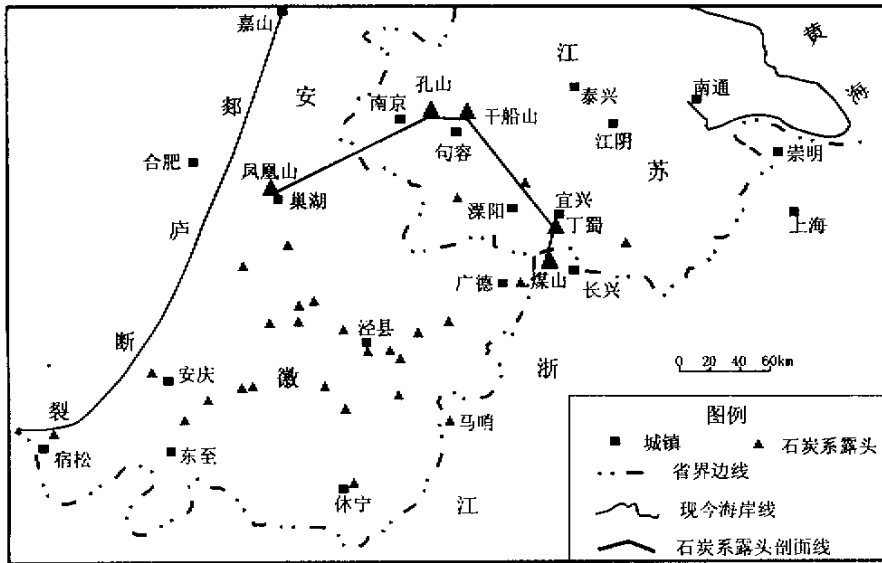 嘉山
郯
庐
断
裂
安
徽
江
苏
浙
江
黄
海
孔山
南京
干船山
句容
泰兴
江阴
南通
崇明
上海
合肥
凤凰山
巢湖
溧阳
宜兴
丁蜀
广德
煤山
长兴
泾县
安庆
马哨
宿松
东至
休宁
0 20 40 60km
图例
城镇
石炭系露头
省界边线
现今海岸线
石炭系露头剖面线